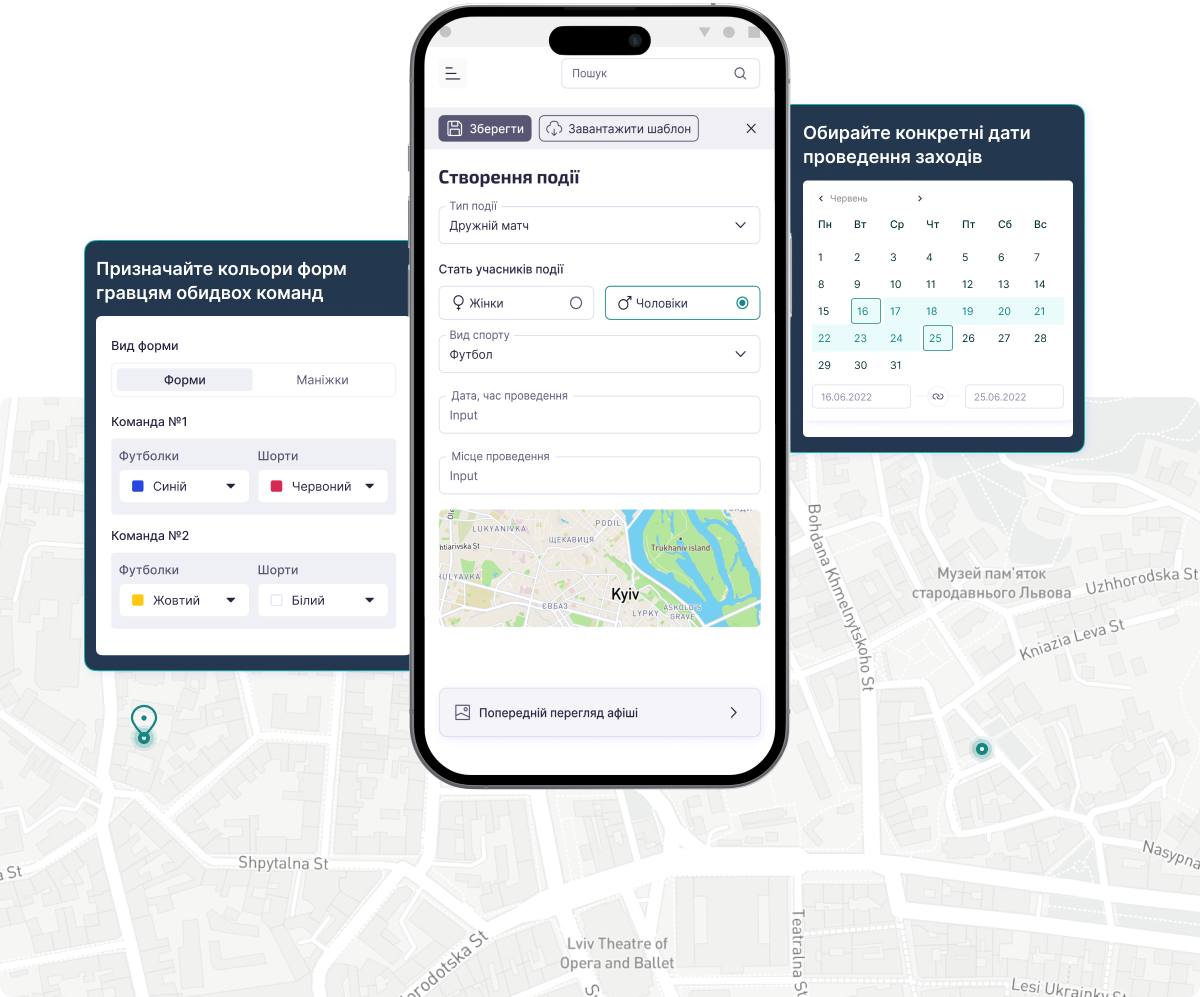 Пошук
Зберегти
Завантажити шаблон
Створення події
Тип події
Дружній матч
Стать учасників події
Жінки
Чоловіки
Вид спорту
Футбол
Дата, час проведення
Input
Місце проведення
Input
LUKYANIVKA
PODIL
ЩЕКАВИЦЯ
htiarivska St
Trukhaniv island
HULYAVKA
Kyiv
ЄВБАЗ
LYPKY
ASKOLD'S
GRAVE
Попередній перегляд афіші
Призначайте кольори форм
гравцям обидвох команд
Вид форми
Форми Маніжки
Команда №1
Футболки Шорти
Синій Червоний
Команда №2
Футболки Шорти
Жовтий Білий
Обирайте конкретні дати
проведення заходів
Червень
Пн Вт Ср Чт Пт Сб Вс
1 2 3 4 5 6 7
8 9 10 11 12 13 14
15 16 17 18 19 20 21
22 23 24 25 26 27 28
29 30 31
16.06.2022 25.06.2022
Bohdana Khmelnytskoho St
Музей пам'яток
стародавнього Львова
Uzhhorodska St
Kniazia Leva St
Shpytalna St
a St
Nasypna
Lviv Theatre of
Opera and Ballet
orodotska St
Teatralna St
Lesi Ukrainky St
S